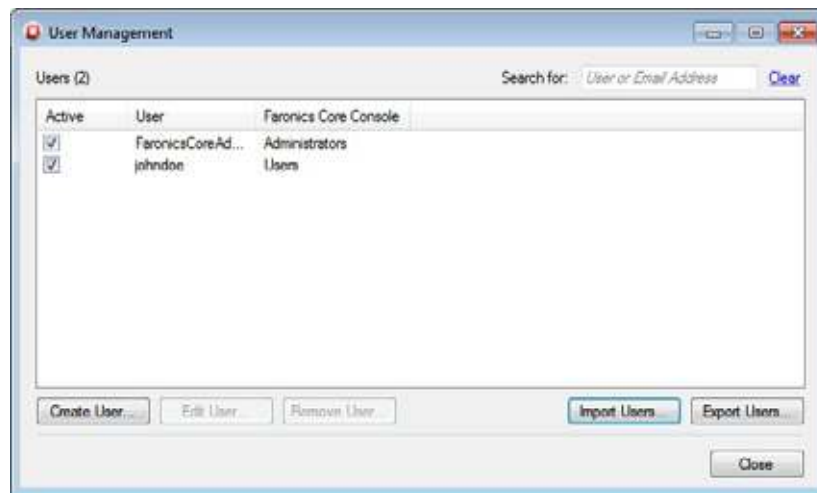 User Management
Users (2)
Search for: User or Email Address Clear
Active User Faronics Core Console
FaronicsCoreAd... Administrators
johndoe Users
Create User... Edit User... Remove User... Import Users... Export Users...
Close